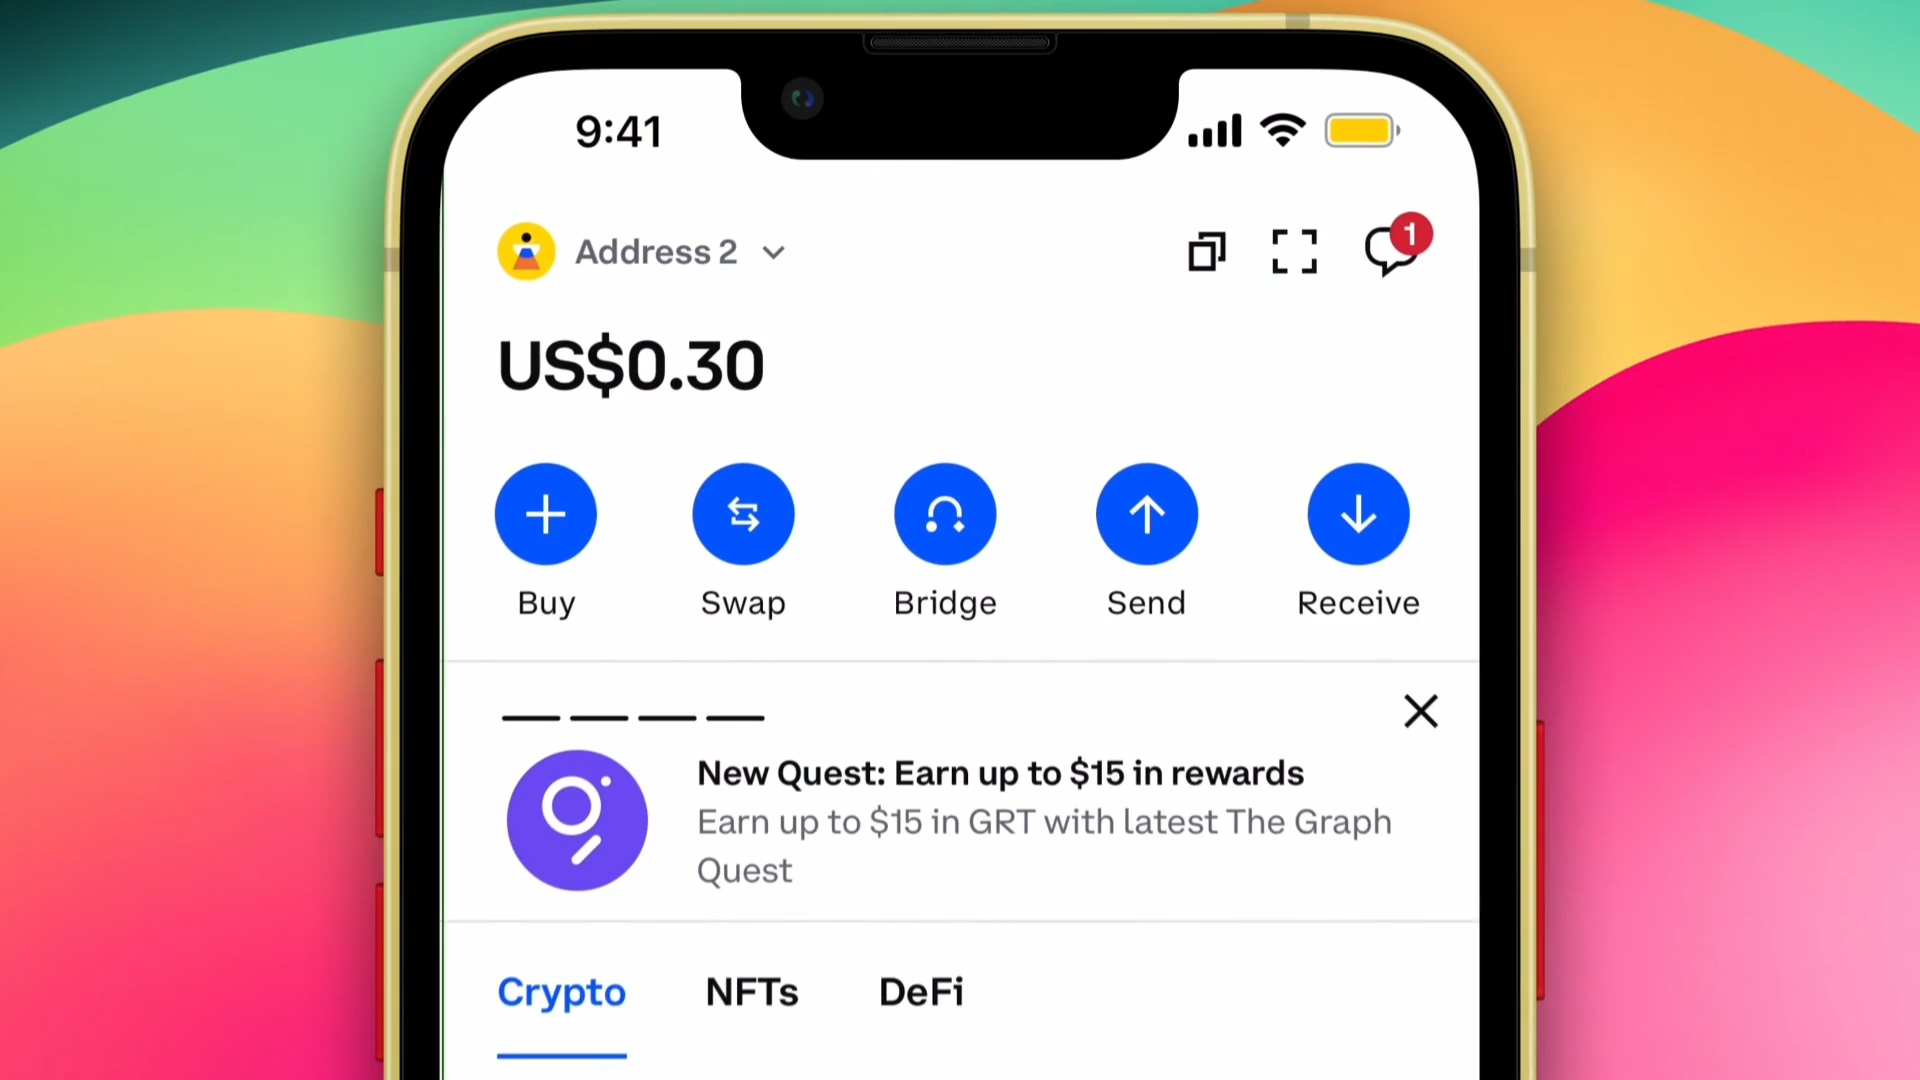 9:41
Address 2
1
US$0.30
Buy
Swap
Bridge
Send
Receive
New Quest: Earn up to $15 in rewards
Earn up to $15 in GRT with latest The Graph
Quest
Crypto
NFTs
DeFi